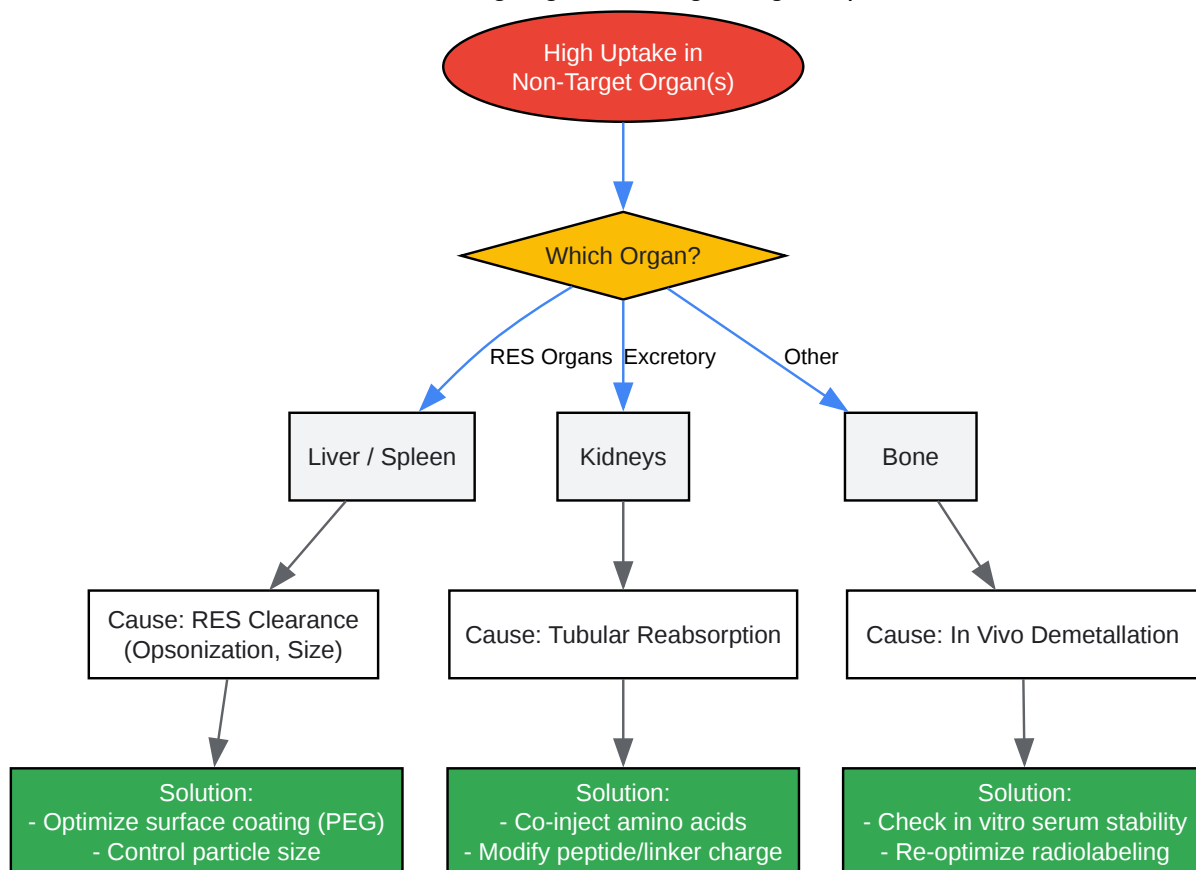 High Uptake in
Non-Target Organ(s)
Which Organ?
RES Organs
Excretory
Other
Liver / Spleen
Kidneys
Bone
Cause: RES Clearance
(Opsonization, Size)
Cause: Tubular Reabsorption
Cause: In Vivo Demetallation
Solution:
- Optimize surface coating (PEG)
- Control particle size
Solution:
- Co-inject amino acids
- Modify peptide/linker charge
Solution:
- Check in vitro serum stability
- Re-optimize radiolabeling